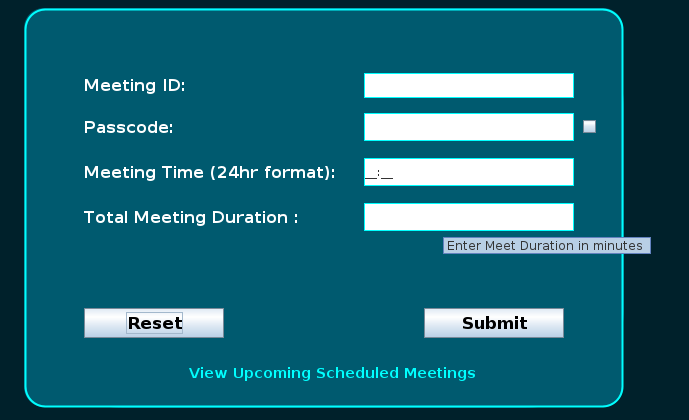 Meeting ID:
Passcode:
Meeting Time (24hr format):
__:__
Total Meeting Duration :
Enter Meet Duration in minutes
Reset
Submit
View Upcoming Scheduled Meetings